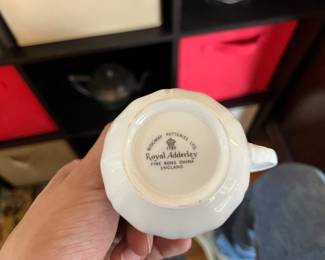 RIDGWAY POTTERIES LTD.
Royal Adderley
FINE BONE CHINA
ENGLAND